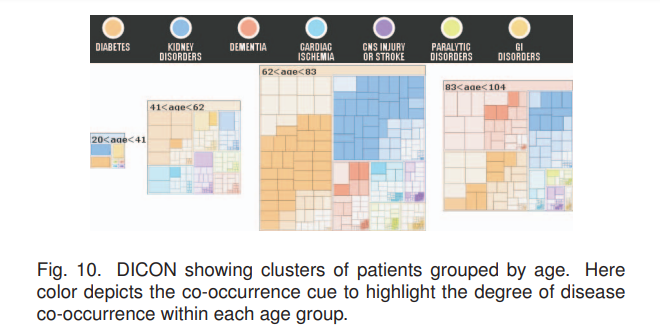 DIABETES
KIDNEY
DISORDERS
DEMENTIA
CARDIAG
ISCHEMIA
CNS INJURY
OR STROKE
PARALYTIC
DISORDERS
GI
DISORDERS
20<age<41
41<age<62
62<age<83
83<age<104
Fig. 10. DICON showing clusters of patients grouped by age. Here
color depicts the co-occurrence cue to highlight the degree of disease
co-occurrence within each age group.